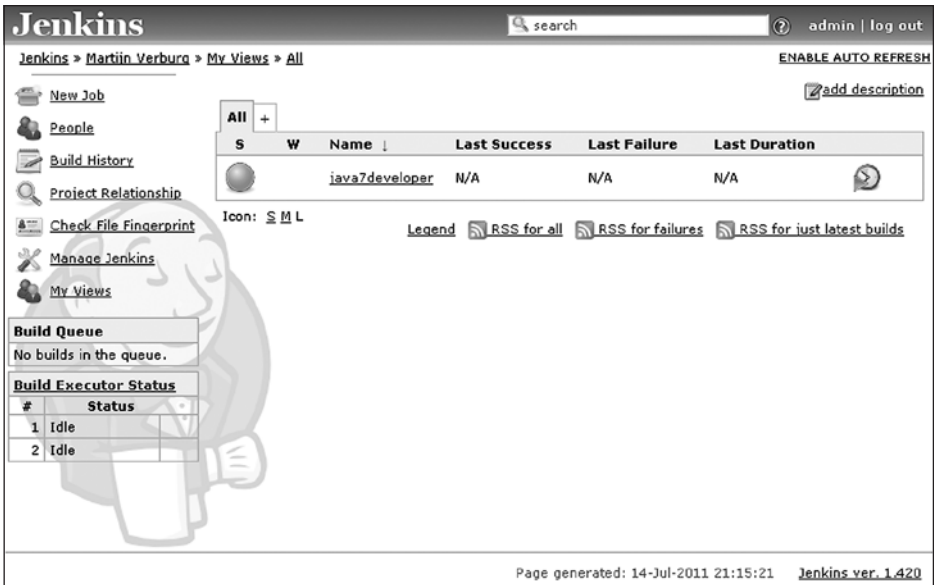 Jenkins
search
admin | log out
Jenkins » Martijn Verburg » My Views » All
ENABLE AUTO REFRESH
New Job
add description
People
All +
Build History
S W Name ↓ Last Success Last Failure Last Duration
java7developer N/A N/A N/A
Project Relationship
Check File Fingerprint
Icon: S M L
Legend RSS for all RSS for failures RSS for just latest builds
Manage Jenkins
My Views
Build Queue
No builds in the queue.
Build Executor Status
# Status
1 Idle
2 Idle
Page generated: 14-Jul-2011 21:15:21 Jenkins ver. 1.420